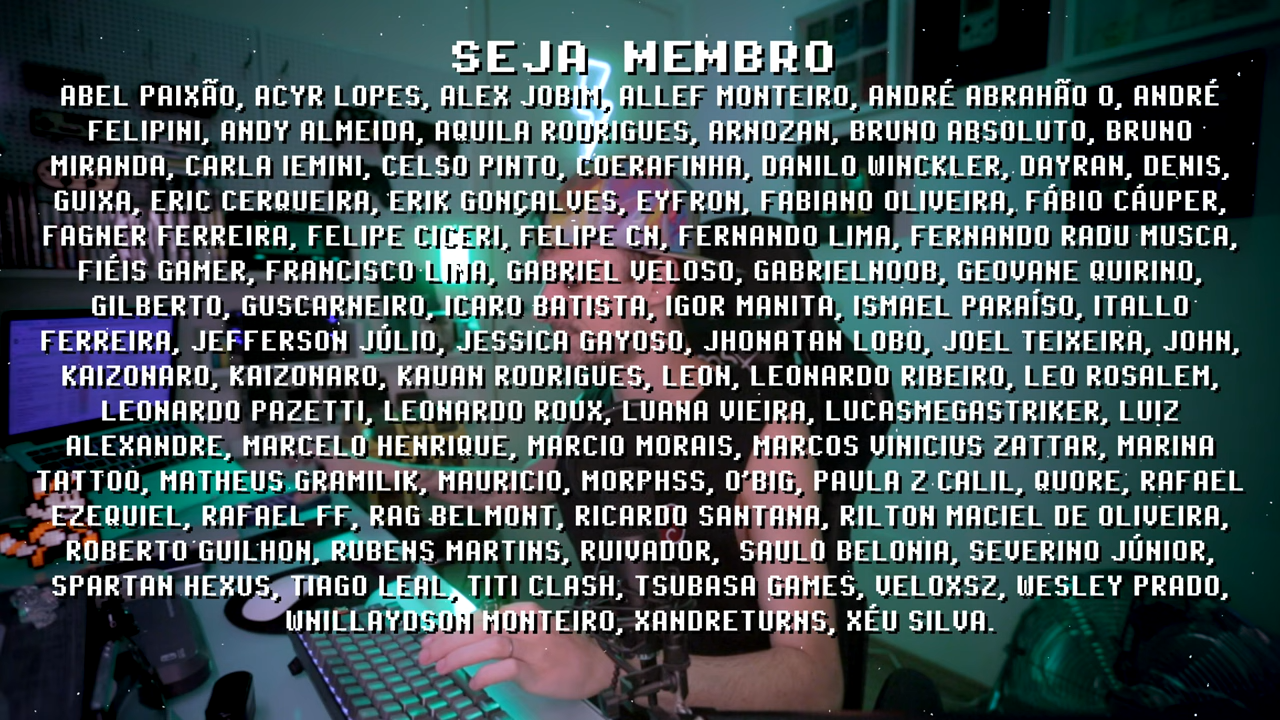 SEJA MEMBRO
ABEL PAIXÃO, ACYR LOPES, ALEX JOBIM, ALLEF MONTEIRO, ANDRÉ ABRAHÃO O, ANDRÉ
FELIPINI, ANDY ALMEIDA, AQUILA RODRIGUES, ARNOZAN, BRUNO ABSOLUTO, BRUNO
MIRANDA, CARLA IEMINI, CELSO PINTO, COERAFINHA, DANILO WINCKLER, DAYRAN, DENIS,
GUIXA, ERIC CERQUEIRA, ERIK GONÇALVES, EYFRON, FABIANO OLIVEIRA, FÁBIO CÁUPER,
FAGNER FERREIRA, FELIPE CICERI, FELIPE CN, FERNANDO LIMA, FERNANDO RADU MUSCA,
FIÉIS GAMER, FRANCISCO LIMA, GABRIEL VELOSO, GABRIELNOOB, GEOVANE QUIRINO,
GILBERTO, GUSCARNEIRO, ICARO BATISTA, IGOR MANITA, ISMAEL PARAÍSO, ITALLO
FERREIRA, JEFFERSON JÚLIO, JESSICA GAYOSO, JHONATAN LOBO, JOEL TEIXEIRA, JOHN,
KAIZONARO, KAIZONARO, KAUAN RODRIGUES, LEON, LEONARDO RIBEIRO, LEO ROSALEM,
LEONARDO PAZETTI, LEONARDO ROUX, LUANA VIEIRA, LUCASMEGASTRIKER, LUIZ
ALEXANDRE, MARCELO HENRIQUE, MARCIO MORAIS, MARCOS VINICIUS ZATTAR, MARINA
TATTOO, MATHEUS GRAMILIK, MAURICIO, MORPHSS, O'BIG, PAULA Z CALIL, QUORE, RAFAEL
EZEQUIEL, RAFAEL FF, RAG BELMONT, RICARDO SANTANA, RILTON MACIEL DE OLIVEIRA,
ROBERTO GUILHON, RUBENS MARTINS, RUIVADOR,  SAULO BELONIA, SEVERINO JÚNIOR,
SPARTAN HEXUS, TIAGO LEAL, TITI CLASH, TSUBASA GAMES, VELOXSZ, WESLEY PRADO,
WNILLAYDSON MONTEIRO, XANDRETURNS, XÉU SILVA.